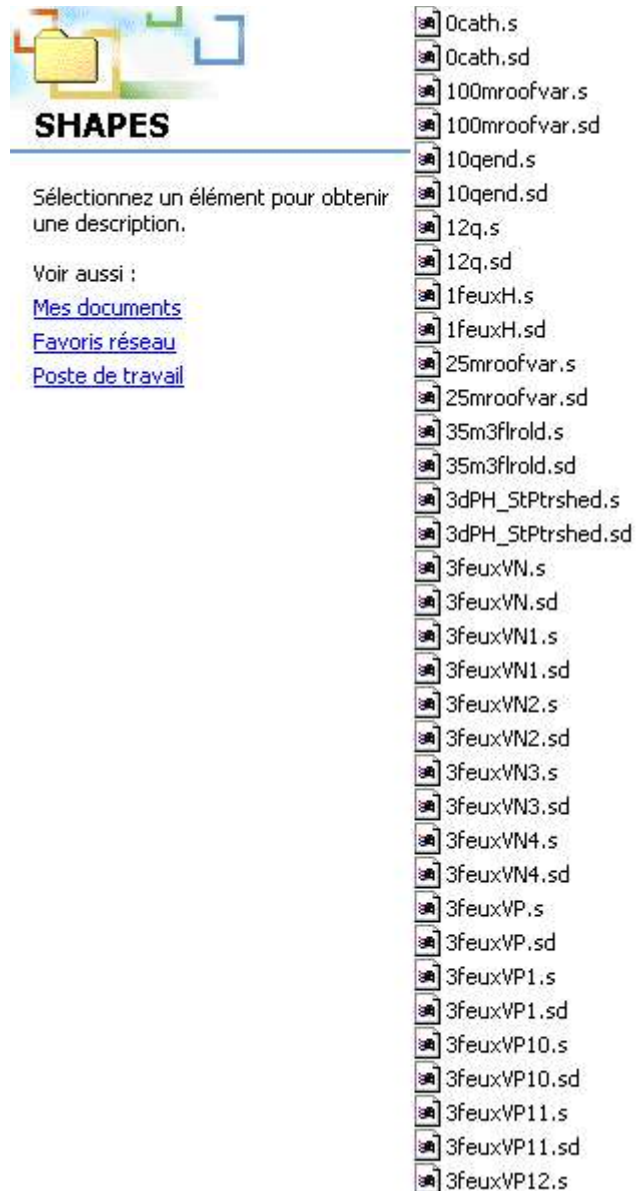 SHAPES
Sélectionnez un élément pour obtenir
une description.
Voir aussi :
Mes documents
Favoris réseau
Poste de travail
0cath.s
0cath.sd
100mroofvar.s
100mroofvar.sd
10qend.s
10qend.sd
12q.s
12q.sd
1feuxH.s
1feuxH.sd
25mroofvar.s
25mroofvar.sd
35m3flrold.s
35m3flrold.sd
3dPH_StPtrshed.s
3dPH_StPtrshed.sd
3feuxVN.s
3feuxVN.sd
3feuxVN1.s
3feuxVN1.sd
3feuxVN2.s
3feuxVN2.sd
3feuxVN3.s
3feuxVN3.sd
3feuxVN4.s
3feuxVN4.sd
3feuxVP.s
3feuxVP.sd
3feuxVP1.s
3feuxVP1.sd
3feuxVP10.s
3feuxVP10.sd
3feuxVP11.s
3feuxVP11.sd
3feuxVP12.s